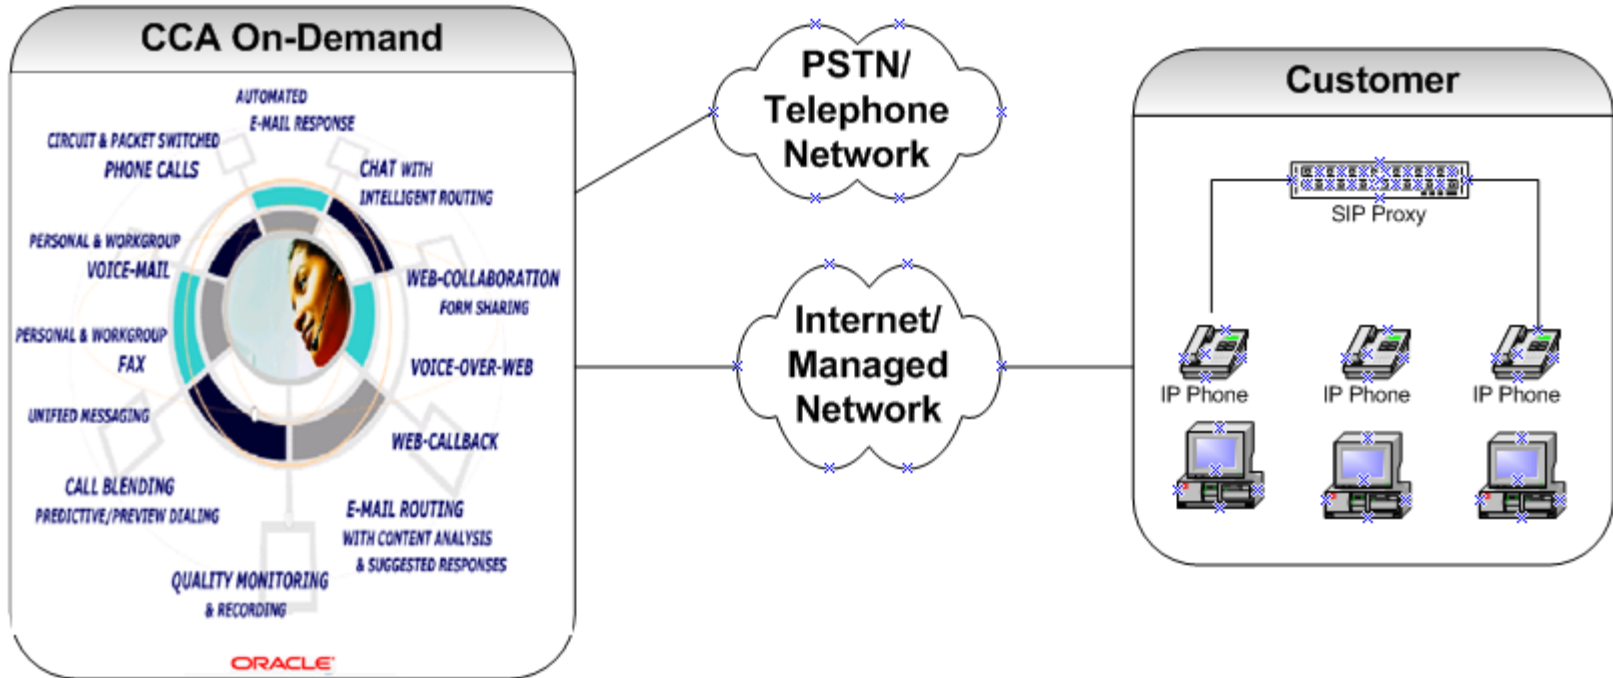 CCA On-Demand
AUTOMATED
E-MAIL RESPONSE
CIRCUIT & PACKET SWITCHED
PHONE CALLS
CHAT WITH
INTELLIGENT ROUTING
PERSONAL & WORKGROUP
VOICE-MAIL
WEB-COLLABORATION
FORM SHARING
PERSONAL & WORKGROUP
FAX
VOICE-OVER-WEB
UNIFIED MESSAGING
WEB-CALLBACK
CALL BLENDING
PREDICTIVE/PREVIEW DIALING
E-MAIL ROUTING
WITH CONTENT ANALYSIS
& SUGGESTED RESPONSES
QUALITY MONITORING
& RECORDING
ORACLE
PSTN/
Telephone
Network
Internet/
Managed
Network
Customer
SIP Proxy
IP Phone
IP Phone
IP Phone